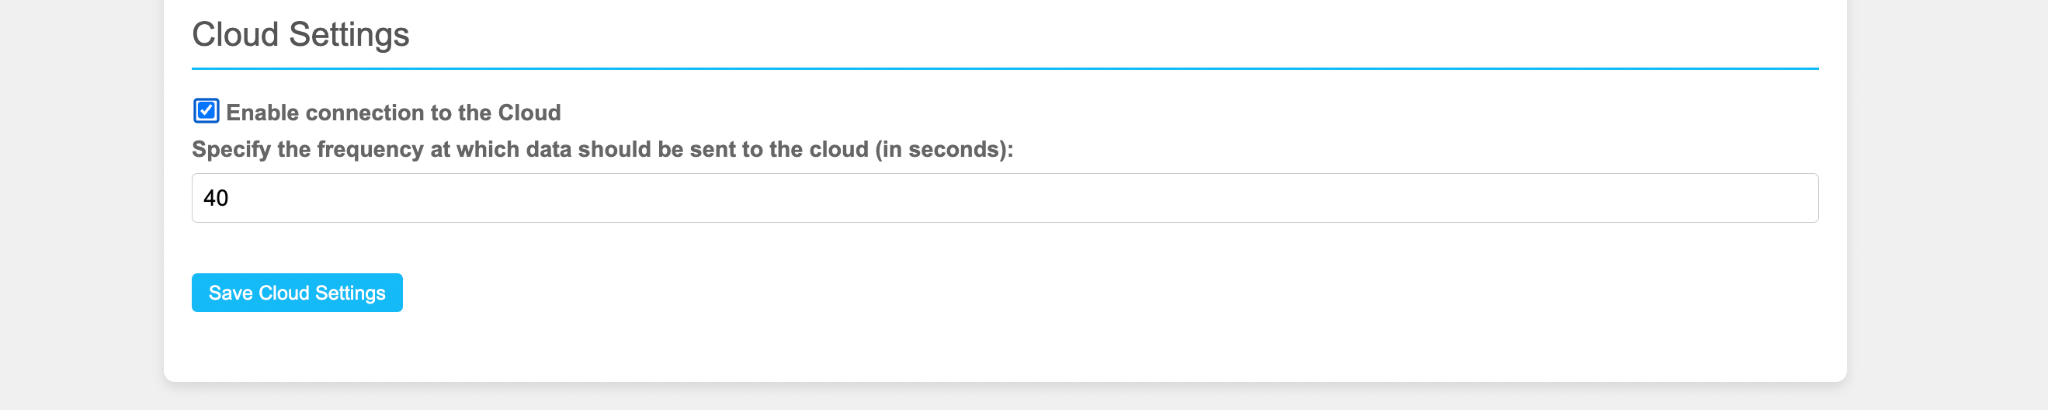 Cloud Settings
Enable connection to the Cloud
Specify the frequency at which data should be sent to the cloud (in seconds):
40
Save Cloud Settings